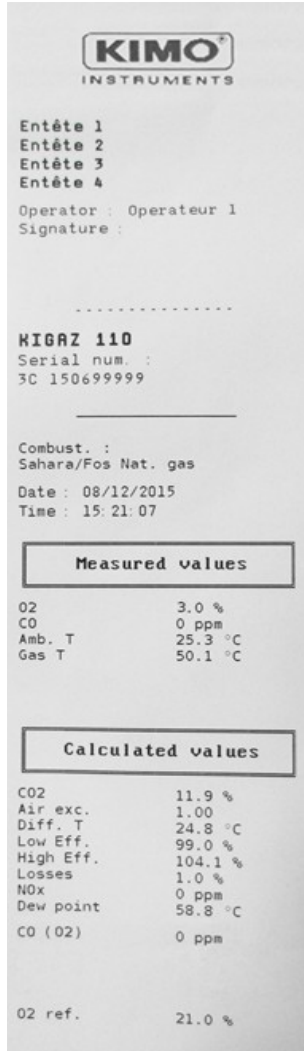 KIMO®
INSTRUMENTS
Entête 1
Entête 2
Entête 3
Entête 4
Operator : Operateur 1
Signature :
KIGAZ 110
Serial num. :
3C 150699999
Combust. :
Sahara/Fos Nat. gas
Date : 08/12/2015
Time : 15:21:07
Measured values
O2 3.0 %
CO 0 ppm
Amb. T 25.3 °C
Gas T 50.1 °C
Calculated values
CO2 11.9 %
Air exc. 1.00
Diff. T 24.8 °C
Low Eff. 99.0 %
High Eff. 104.1 %
Losses 1.0 %
NOx 0 ppm
Dew point 58.8 °C
CO (O2) 0 ppm
O2 ref. 21.0 %